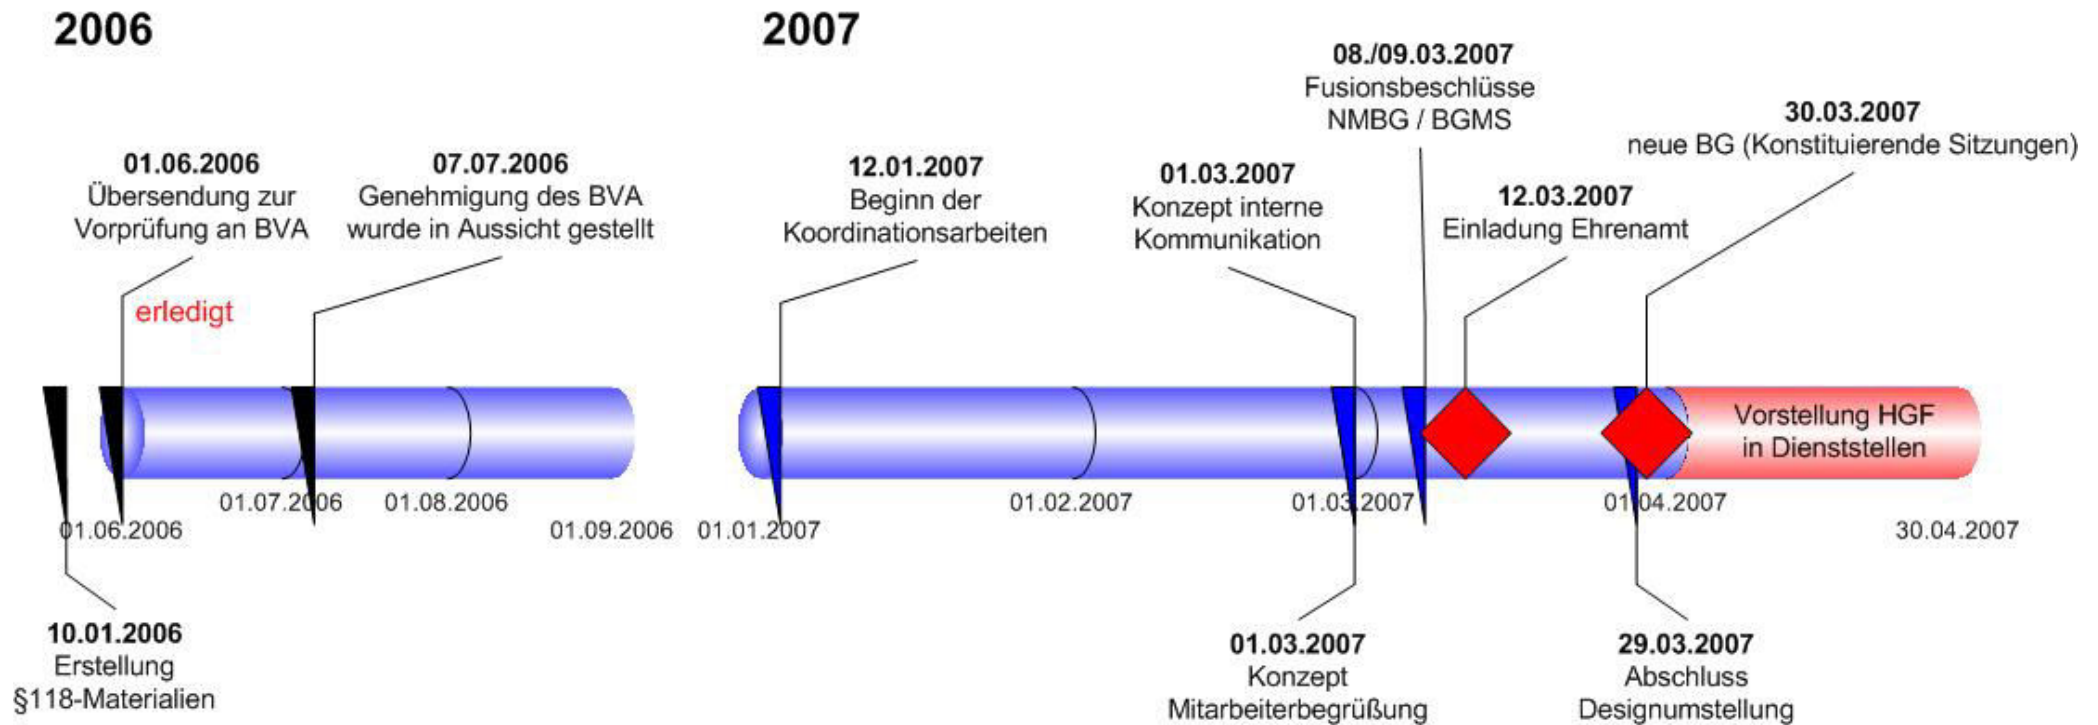 2006
2007
01.06.2006
Übersendung zur
Vorprüfung an BVA
erledigt
07.07.2006
Genehmigung des BVA
wurde in Aussicht gestellt
12.01.2007
Beginn der
Koordinationsarbeiten
01.03.2007
Konzept interne
Kommunikation
08./09.03.2007
Fusionsbeschlüsse
NMBG / BGMS
12.03.2007
Einladung Ehrenamt
30.03.2007
neue BG (Konstituierende Sitzungen)
Vorstellung HGF
in Dienststellen
01.06.2006
01.07.2006
01.08.2006
01.09.2006
01.01.2007
01.02.2007
01.03.2007
01.04.2007
30.04.2007
10.01.2006
Erstellung
§118-Materialien
01.03.2007
Konzept
Mitarbeiterbegrüßung
29.03.2007
Abschluss
Designumstellung